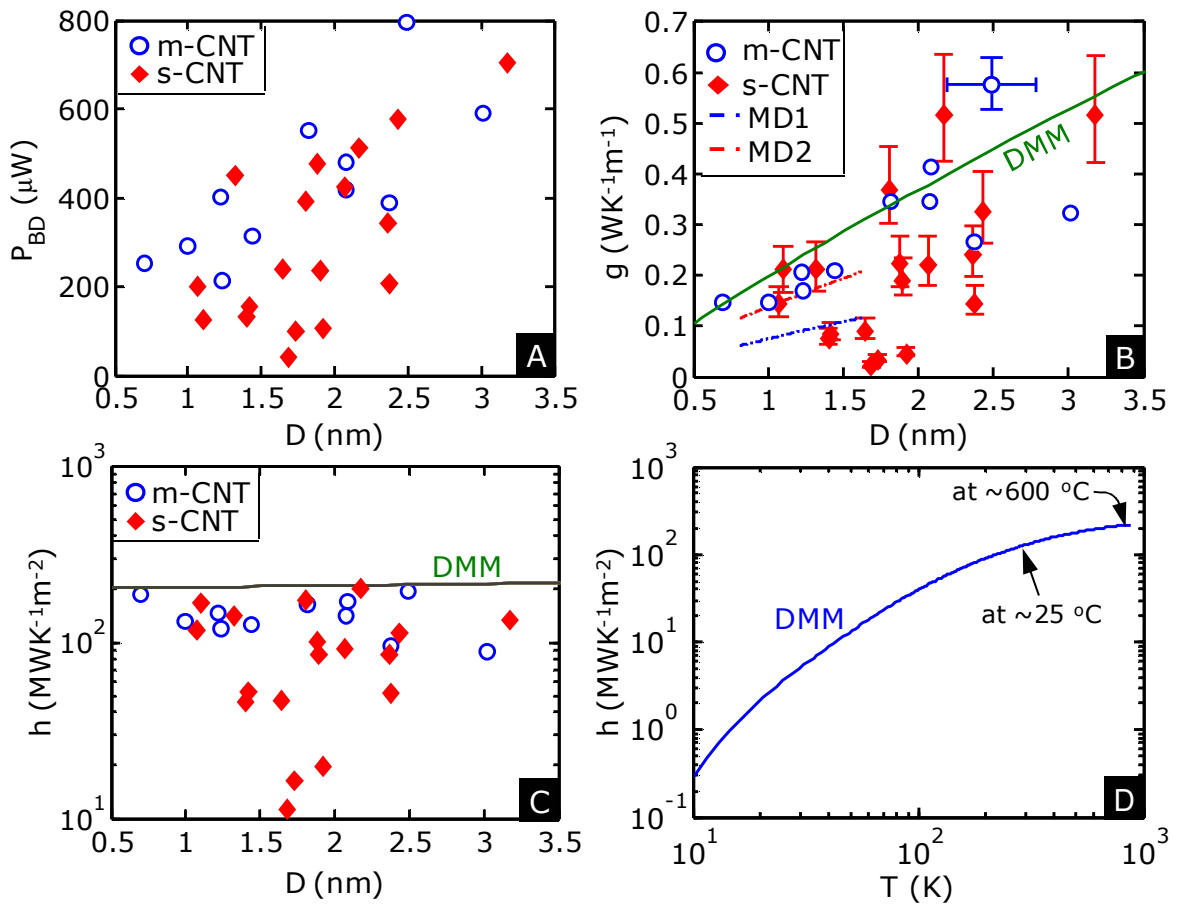 800
600
400
200
0
P_BD (μW)
m-CNT
s-CNT
A
0.5 1 1.5 2 2.5 3 3.5
D (nm)
0.7
0.6
0.5
0.4
0.3
0.2
0.1
0
g (WK⁻¹m⁻¹)
m-CNT
s-CNT
MD1
MD2
DMM
B
0.5 1 1.5 2 2.5 3 3.5
D (nm)
10³
10²
10¹
h (MWK⁻¹m⁻²)
m-CNT
s-CNT
DMM
C
0.5 1 1.5 2 2.5 3 3.5
D (nm)
10³
10²
10¹
10⁰
10⁻¹
h (MWK⁻¹m⁻²)
at ~600 °C
at ~25 °C
DMM
D
10¹ 10² 10³
T (K)